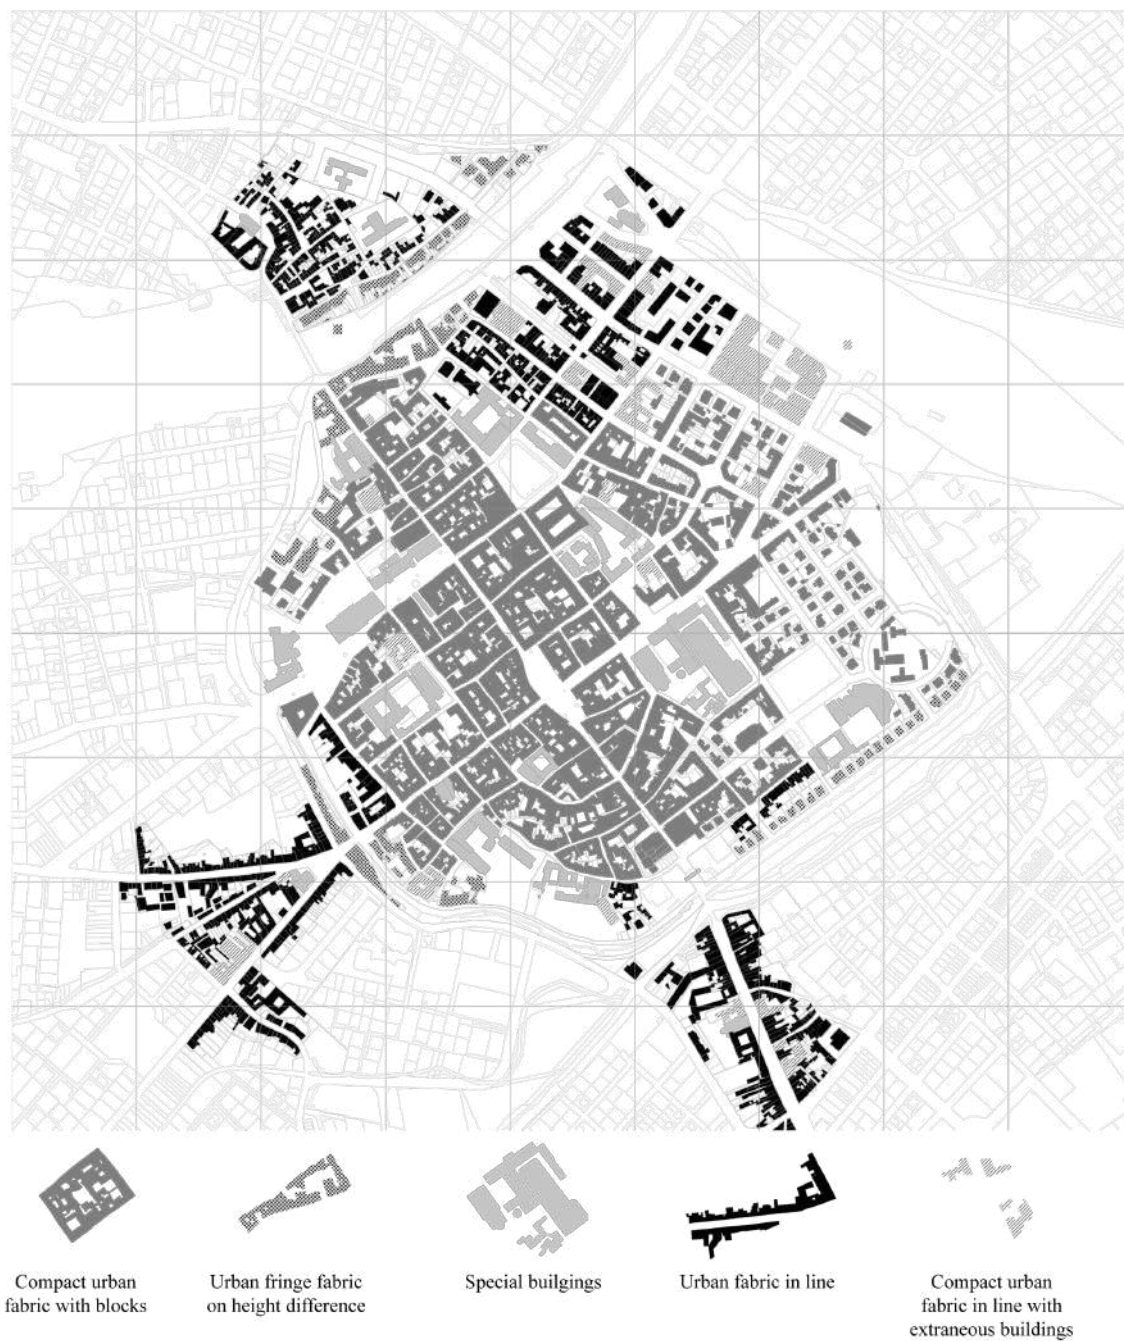 Compact urban
fabric with blocks
Urban fringe fabric
on height difference
Special builgings
Urban fabric in line
Compact urban
fabric in line with
extraneous buildings